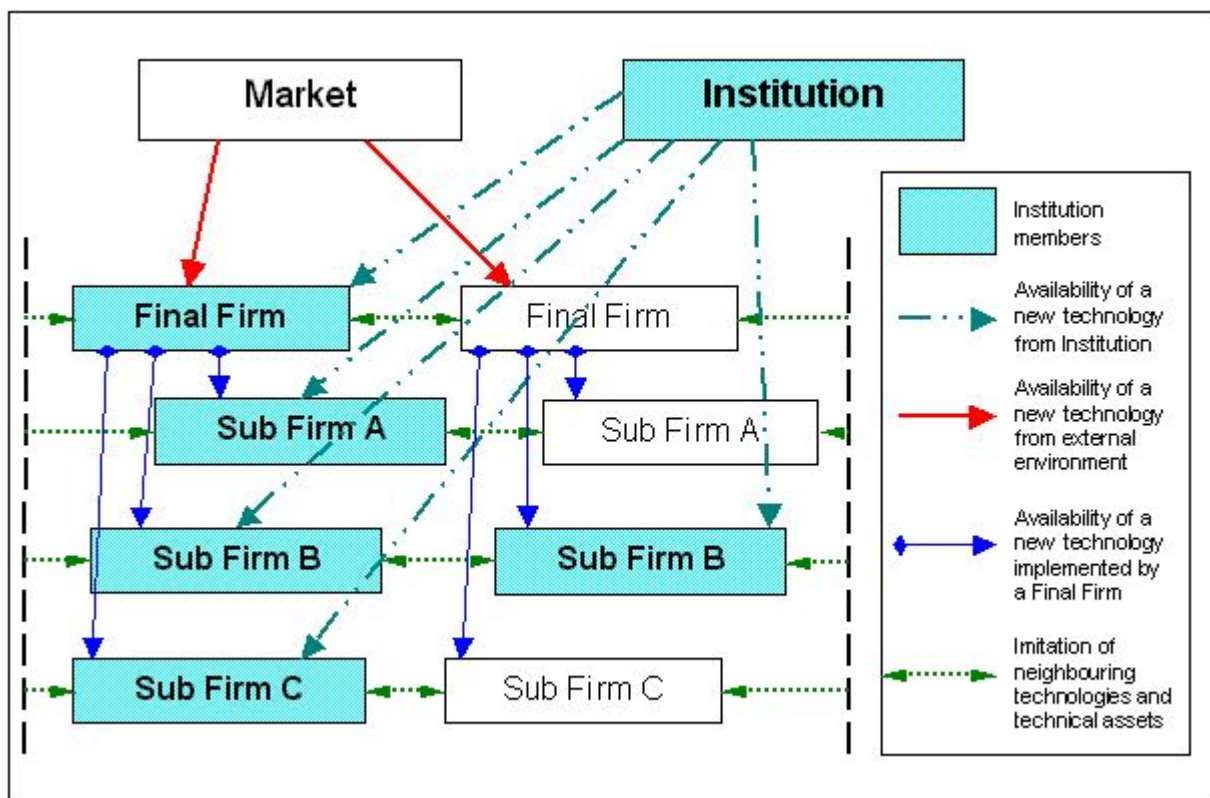 Market
Institution
Final Firm
Final Firm
Sub Firm A
Sub Firm A
Sub Firm B
Sub Firm B
Sub Firm C
Sub Firm C
Institution
members
Availability of a
new technology
from Institution
Availability of a
new technology
from external
environment
Availability of a
new technology
implemented by
a Final Firm
Imitation of
neighbouring
technologies and
technical assets